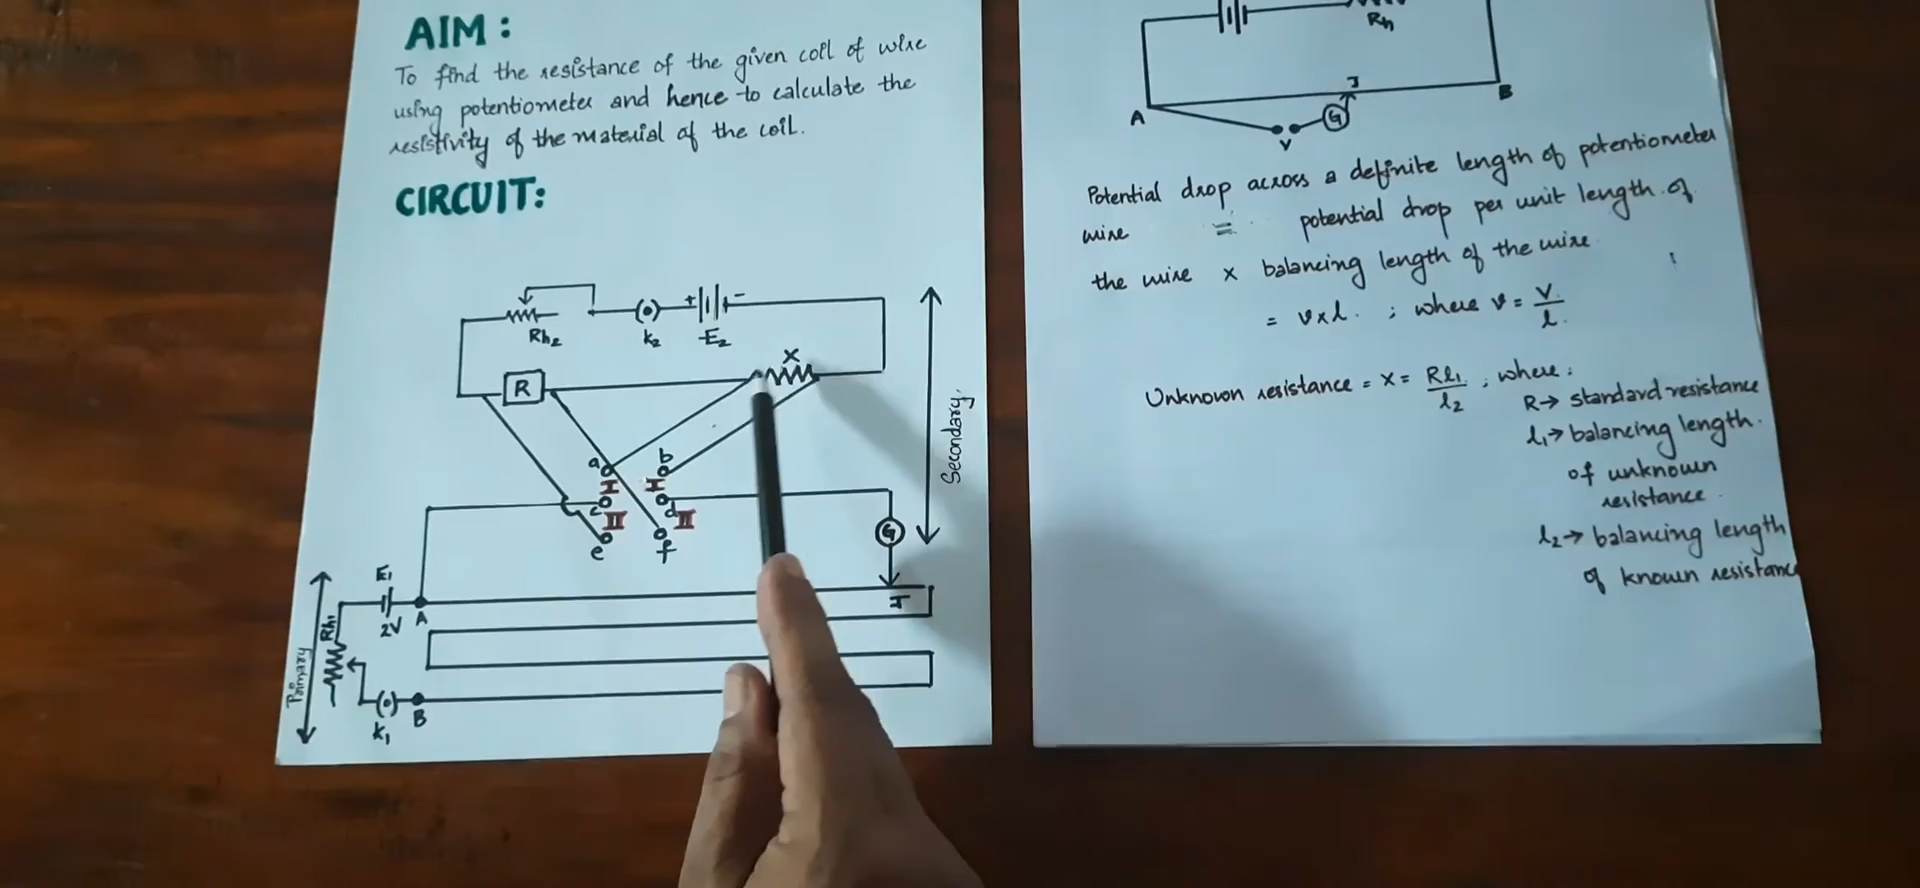 AIM :
To find the resistance of the given coil of wire
using potentiometer and hence to calculate the
resistivity of the material of the coil.
CIRCUIT:
Rh2
k2
+ -
E2
X
R
a
b
I I
c
d
II II
e
f
G
J
Secondary
E1
2V
A
Rh1
Primary
k1
B
Rh
J
A
B
G
V
Potential drop across a definite length of potentiometer
wire = potential drop per unit length of
the wire x balancing length of the wire
= v x l ; where v = V/l
Unknown resistance = X = Rl1/l2 ; where :
R → standard resistance
l1 → balancing length
of unknown
resistance
l2 → balancing length
of known resistance